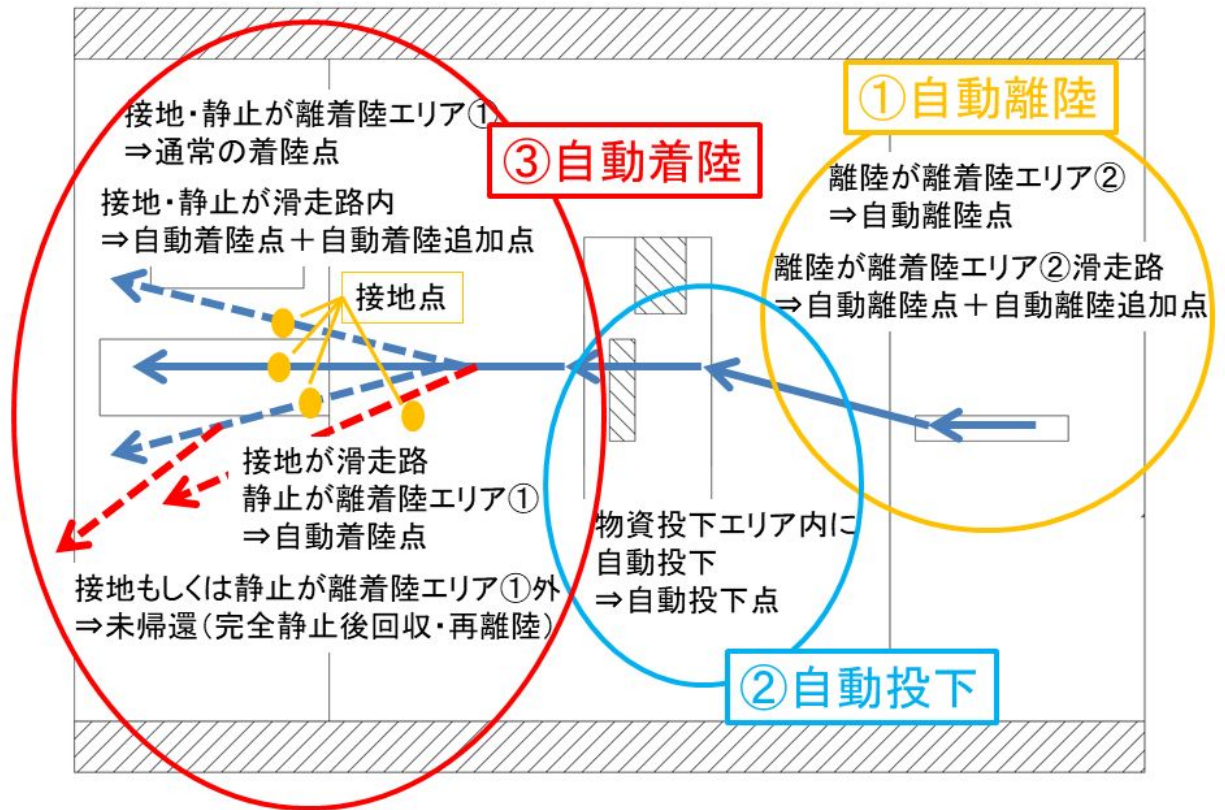 ①自動離陸
離陸が離着陸エリア②
⇒自動離陸点
離陸が離着陸エリア②滑走路
⇒自動離陸点+自動離陸追加点
②自動投下
物資投下エリア内に
自動投下
⇒自動投下点
③自動着陸
接地・静止が離着陸エリア①
⇒通常の着陸点
接地・静止が滑走路内
⇒自動着陸点+自動着陸追加点
接地点
接地が滑走路
静止が離着陸エリア①
⇒自動着陸点
接地もしくは静止が離着陸エリア①外
⇒未帰還(完全静止後回収・再離陸)